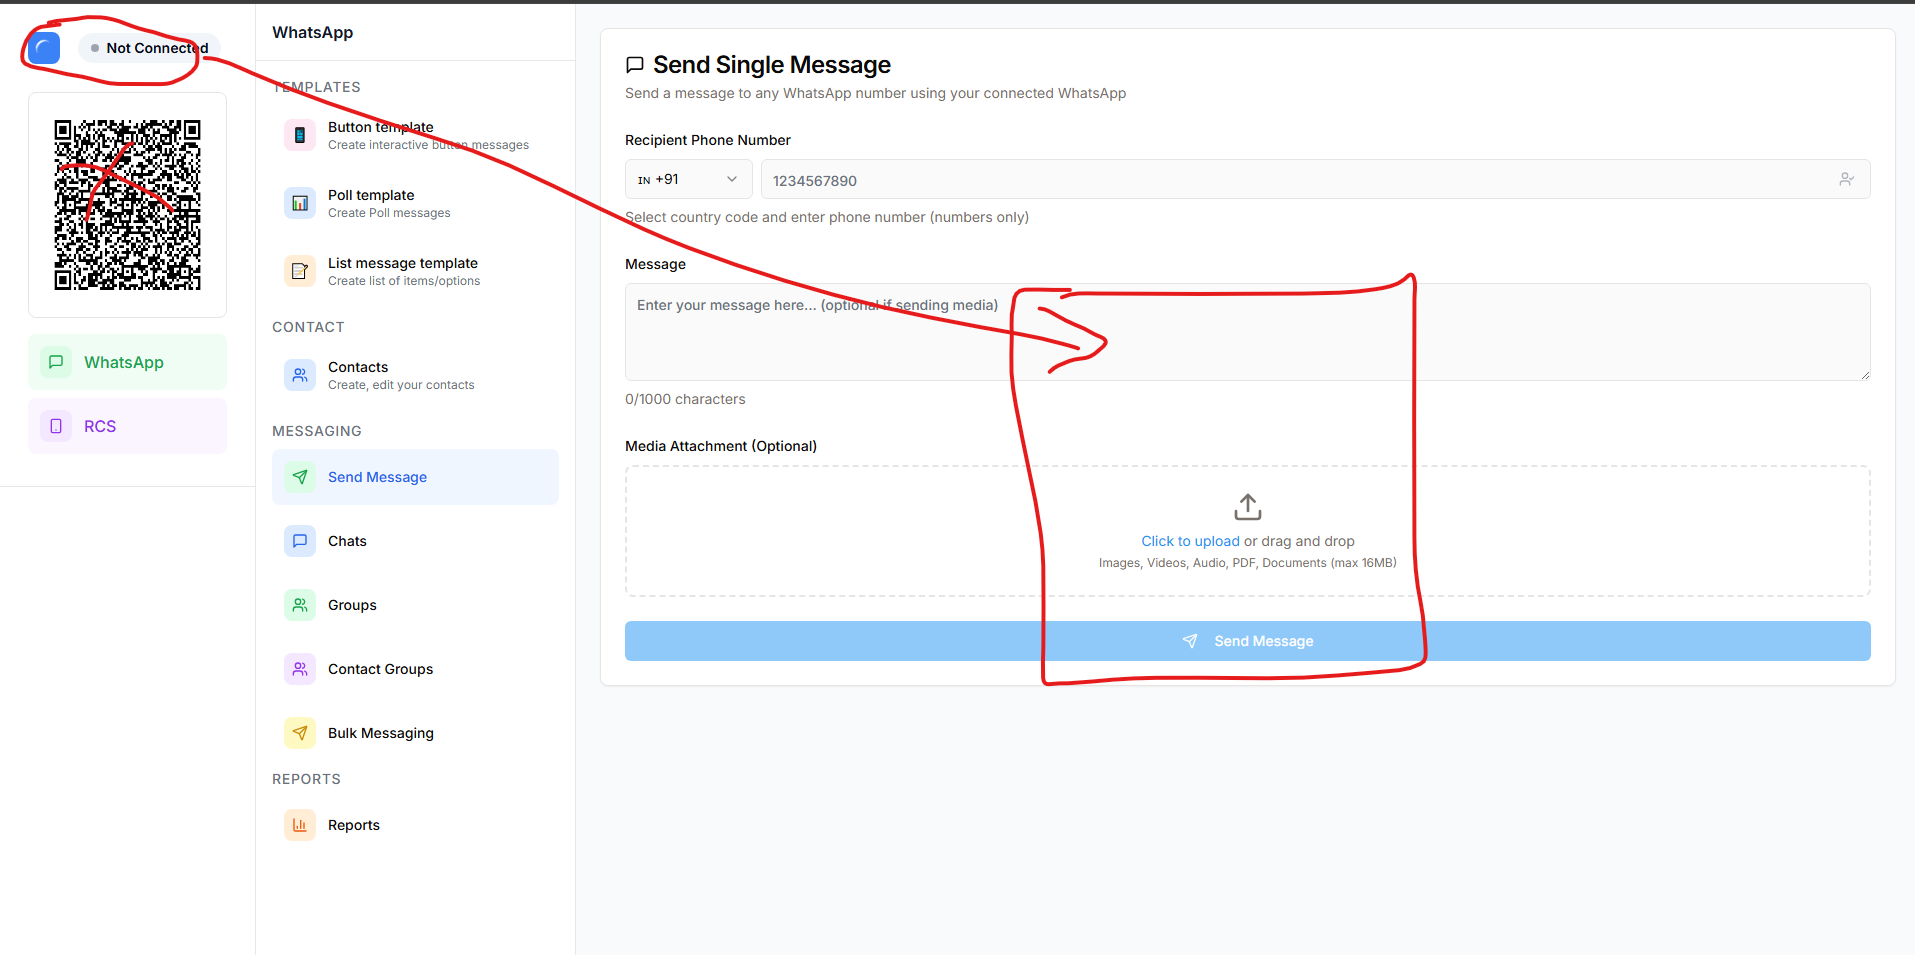 Not Connected
WhatsApp
RCS
WhatsApp
TEMPLATES
Button template
Create interactive button messages
Poll template
Create Poll messages
List message template
Create list of items/options
CONTACT
Contacts
Create, edit your contacts
MESSAGING
Send Message
Chats
Groups
Contact Groups
Bulk Messaging
REPORTS
Reports
Send Single Message
Send a message to any WhatsApp number using your connected WhatsApp
Recipient Phone Number
IN +91
1234567890
Select country code and enter phone number (numbers only)
Message
Enter your message here... (optional if sending media)
0/1000 characters
Media Attachment (Optional)
Click to upload or drag and drop
Images, Videos, Audio, PDF, Documents (max 16MB)
Send Message